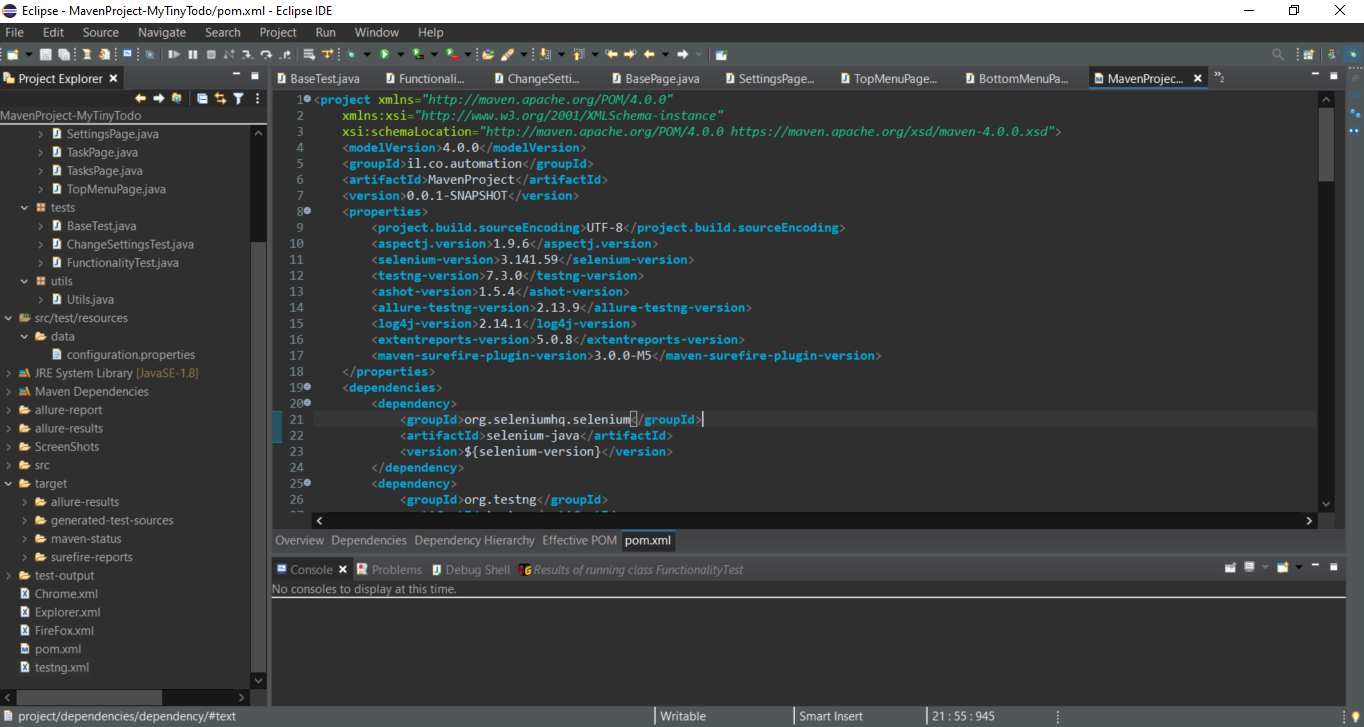 Eclipse - MavenProject-MyTinyTodo/pom.xml - Eclipse IDE
File Edit Source Navigate Search Project Run Window Help
Project Explorer
MavenProject-MyTinyTodo
SettingsPage.java
TaskPage.java
TasksPage.java
TopMenuPage.java
tests
BaseTest.java
ChangeSettingsTest.java
FunctionalityTest.java
utils
Utils.java
src/test/resources
data
configuration.properties
JRE System Library [JavaSE-1.8]
Maven Dependencies
allure-report
allure-results
ScreenShots
src
target
allure-results
generated-test-sources
maven-status
surefire-reports
test-output
Chrome.xml
Explorer.xml
FireFox.xml
pom.xml
testng.xml
BaseTest.java Functionali... ChangeSetti... BasePage.java SettingsPage... TopMenuPage... BottomMenuPa... MavenProjec... »2
1 <project xmlns="http://maven.apache.org/POM/4.0.0"
2 xmlns:xsi="http://www.w3.org/2001/XMLSchema-instance"
3 xsi:schemaLocation="http://maven.apache.org/POM/4.0.0 https://maven.apache.org/xsd/maven-4.0.0.xsd">
4 <modelVersion>4.0.0</modelVersion>
5 <groupId>il.co.automation</groupId>
6 <artifactId>MavenProject</artifactId>
7 <version>0.0.1-SNAPSHOT</version>
8 <properties>
9 <project.build.sourceEncoding>UTF-8</project.build.sourceEncoding>
10 <aspectj.version>1.9.6</aspectj.version>
11 <selenium-version>3.141.59</selenium-version>
12 <testng-version>7.3.0</testng-version>
13 <ashot-version>1.5.4</ashot-version>
14 <allure-testng-version>2.13.9</allure-testng-version>
15 <log4j-version>2.14.1</log4j-version>
16 <extentreports-version>5.0.8</extentreports-version>
17 <maven-surefire-plugin-version>3.0.0-M5</maven-surefire-plugin-version>
18 </properties>
19 <dependencies>
20 <dependency>
21 <groupId>org.seleniumhq.selenium</groupId>
22 <artifactId>selenium-java</artifactId>
23 <version>${selenium-version}</version>
24 </dependency>
25 <dependency>
26 <groupId>org.testng</groupId>
Overview Dependencies Dependency Hierarchy Effective POM pom.xml
Console Problems Debug Shell Results of running class FunctionalityTest
No consoles to display at this time.
project/dependencies/dependency/#text Writable Smart Insert 21 : 55 : 945